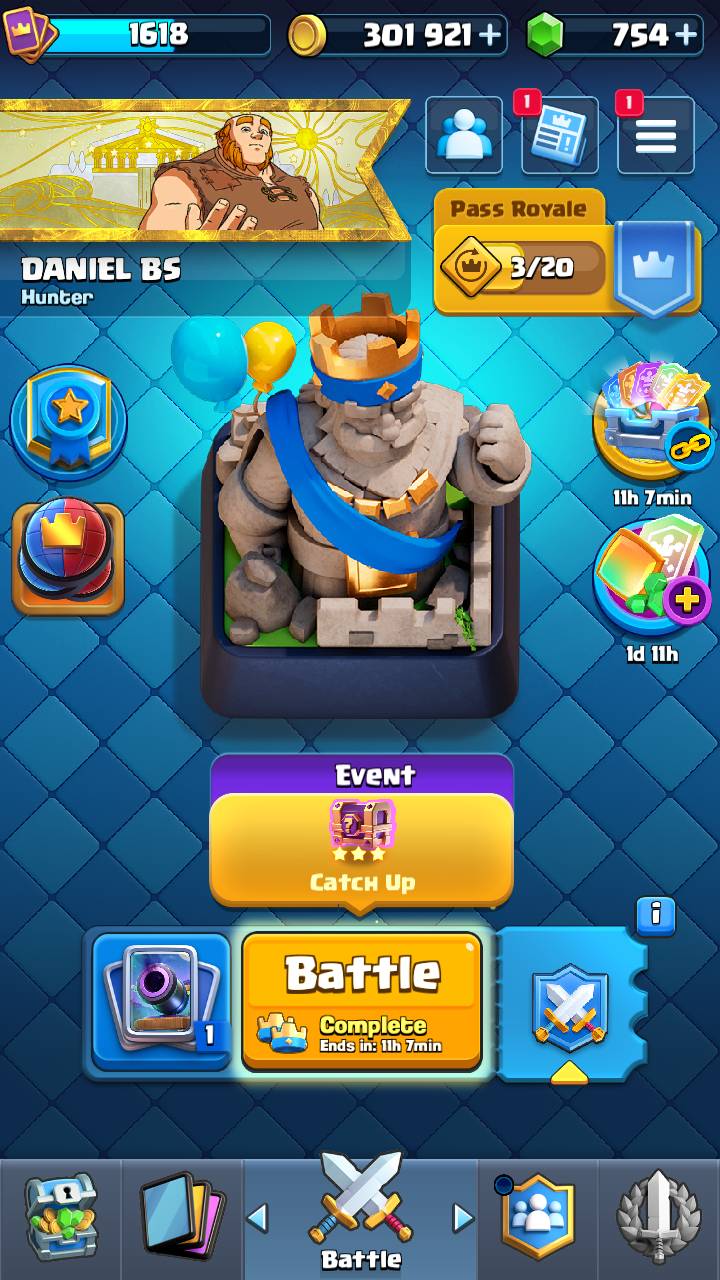 1618
301 921
754
1
1
Pass Royale
3/20
DANIEL BS
Hunter
11h 7min
1d 11h
Event
Catch Up
i
1
Battle
Complete
Ends in: 11h 7min
Battle